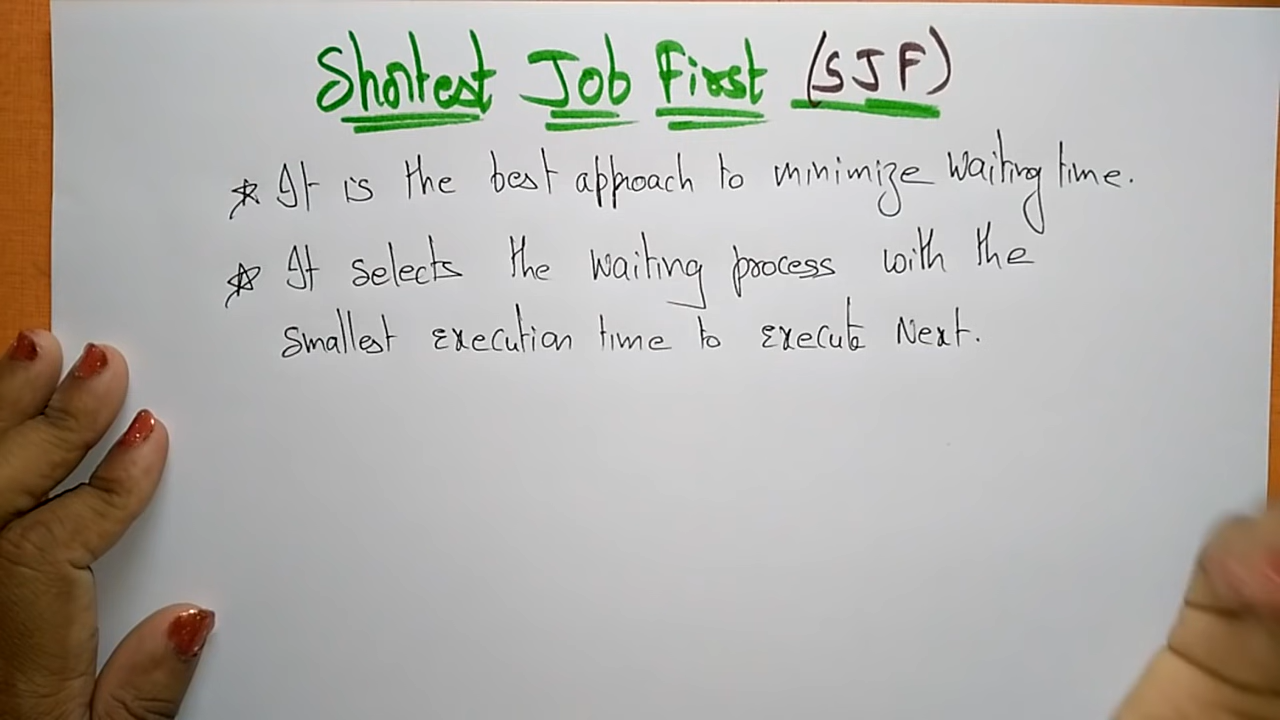 Shortest Job First (SJF)
* It is the best approach to minimize waiting time.
* It selects the waiting process with the
smallest execution time to execute Next.